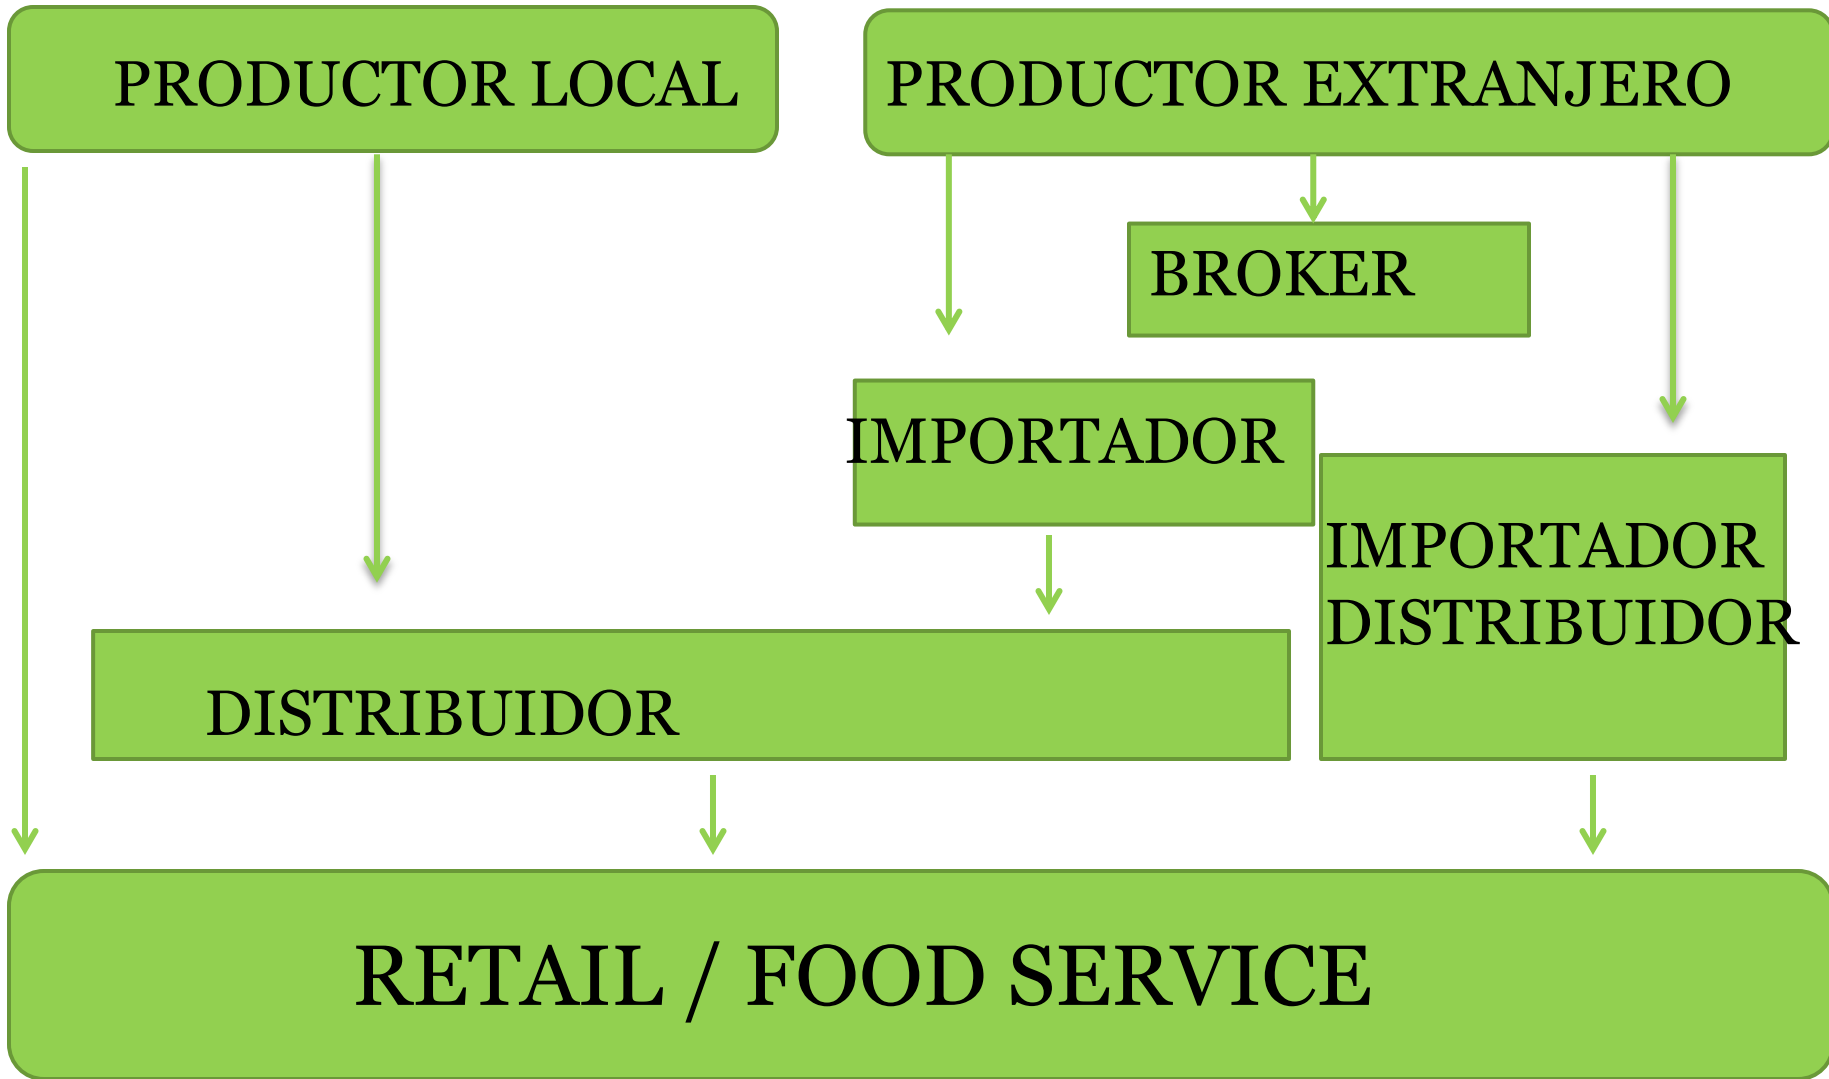 PRODUCTOR LOCAL
PRODUCTOR EXTRANJERO
BROKER
IMPORTADOR
IMPORTADOR
DISTRIBUIDOR
DISTRIBUIDOR
RETAIL / FOOD SERVICE